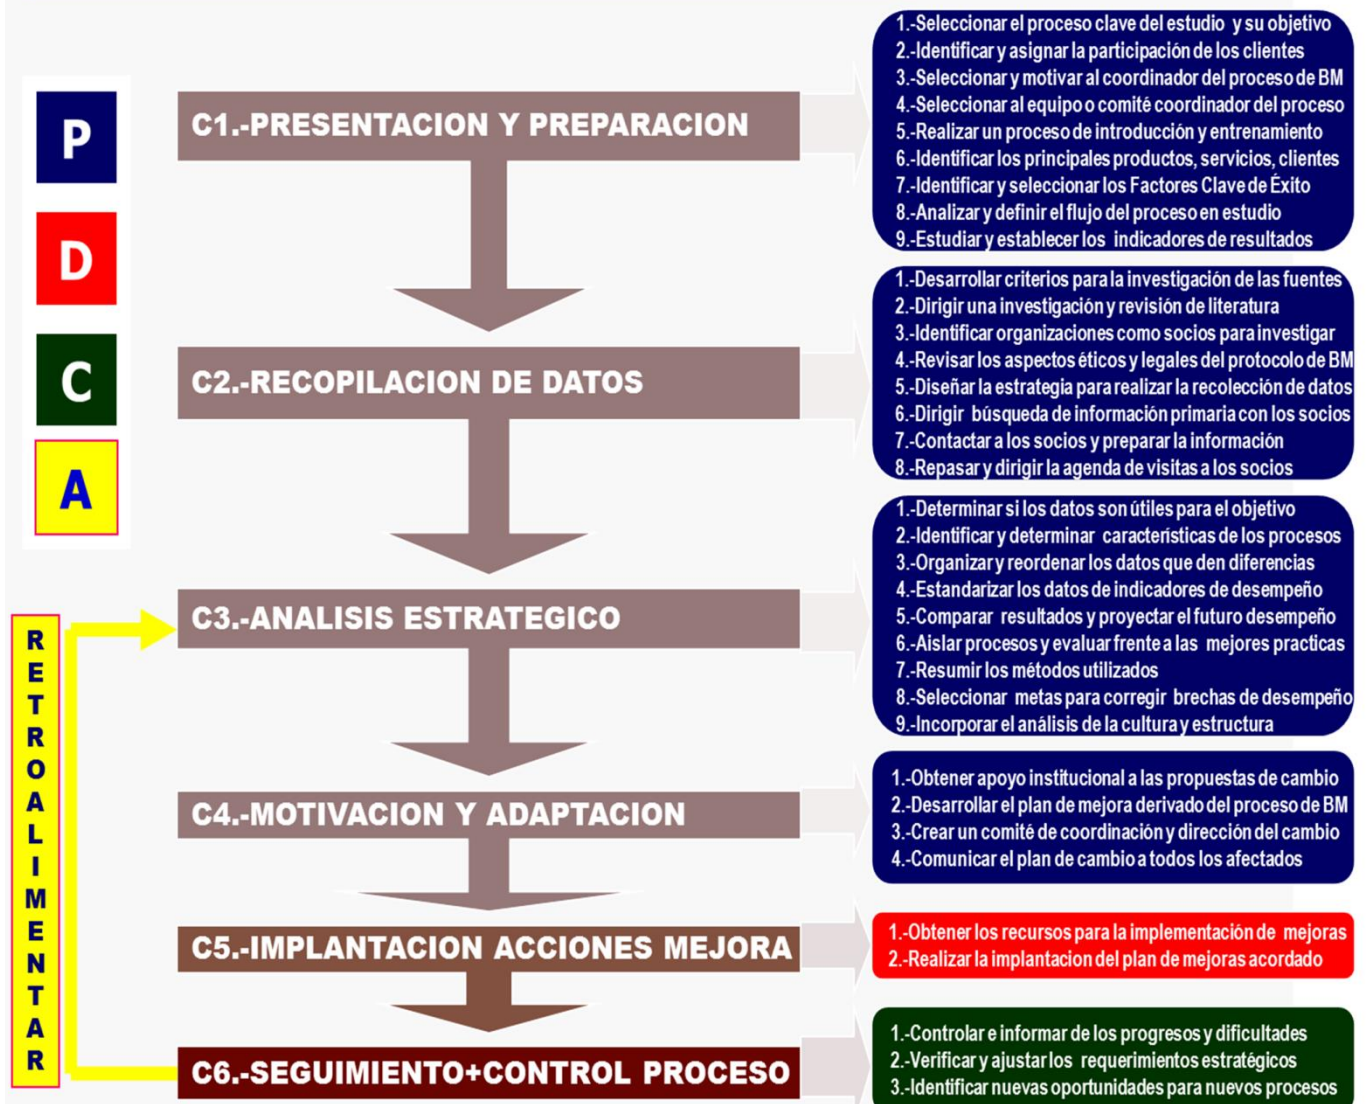 P
D
C
A
C1.-PRESENTACION Y PREPARACION
1.-Seleccionar el proceso clave del estudio y su objetivo
2.-Identificar y asignar la participación de los clientes
3.-Seleccionar y motivar al coordinador del proceso de BM
4.-Seleccionar al equipo o comité coordinador del proceso
5.-Realizar un proceso de introducción y entrenamiento
6.-Identificar los principales productos, servicios, clientes
7.-Identificar y seleccionar los Factores Clave de Éxito
8.-Analizar y definir el flujo del proceso en estudio
9.-Estudiar y establecer los indicadores de resultados
C2.-RECOPILACION DE DATOS
1.-Desarrollar criterios para la investigación de las fuentes
2.-Dirigir una investigación y revisión de literatura
3.-Identificar organizaciones como socios para investigar
4.-Revisar los aspectos éticos y legales del protocolo de BM
5.-Diseñar la estrategia para realizar la recolección de datos
6.-Dirigir búsqueda de información primaria con los socios
7.-Contactar a los socios y preparar la información
8.-Repasar y dirigir la agenda de visitas a los socios
C3.-ANALISIS ESTRATEGICO
1.-Determinar si los datos son útiles para el objetivo
2.-Identificar y determinar características de los procesos
3.-Organizar y reordenar los datos que den diferencias
4.-Estandarizar los datos de indicadores de desempeño
5.-Comparar resultados y proyectar el futuro desempeño
6.-Aislar procesos y evaluar frente a las mejores practicas
7.-Resumir los métodos utilizados
8.-Seleccionar metas para corregir brechas de desempeño
9.-Incorporar el análisis de la cultura y estructura
C4.-MOTIVACION Y ADAPTACION
1.-Obtener apoyo institucional a las propuestas de cambio
2.-Desarrollar el plan de mejora derivado del proceso de BM
3.-Crear un comité de coordinación y dirección del cambio
4.-Comunicar el plan de cambio a todos los afectados
C5.-IMPLANTACION ACCIONES MEJORA
1.-Obtener los recursos para la implementación de mejoras
2.-Realizar la implantacion del plan de mejoras acordado
C6.-SEGUIMIENTO+CONTROL PROCESO
1.-Controlar e informar de los progresos y dificultades
2.-Verificar y ajustar los requerimientos estratégicos
3.-Identificar nuevas oportunidades para nuevos procesos
RETROALIMENTAR